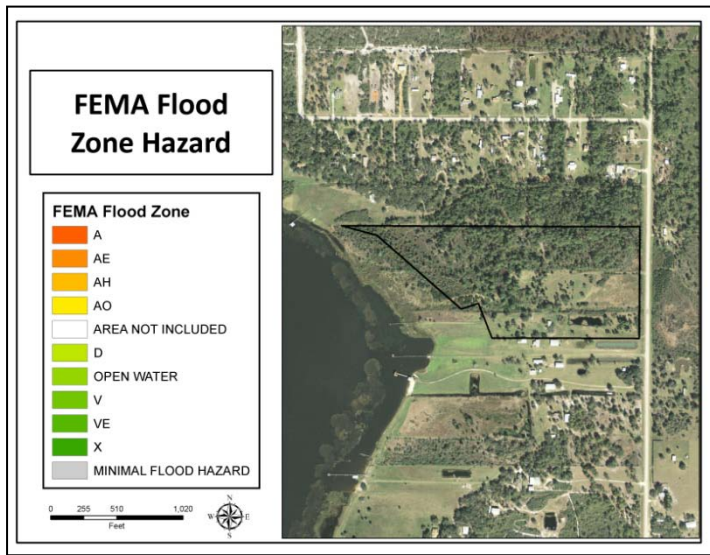 FEMA Flood
Zone Hazard
FEMA Flood Zone
A
AE
AH
AO
AREA NOT INCLUDED
D
OPEN WATER
V
VE
X
MINIMAL FLOOD HAZARD
0 255 510 1,020
Feet
N
W E
S